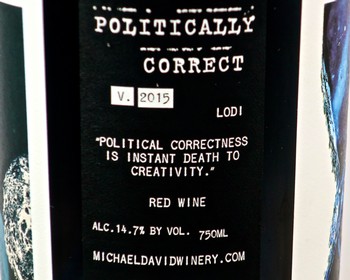 POLITICALLY
CORRECT
V. 2015
LODI
"POLITICAL CORRECTNESS
IS INSTANT DEATH TO
CREATIVITY."
RED WINE
ALC.14.7% BY VOL. 750ML
MICHAELDAVIDWINERY.COM